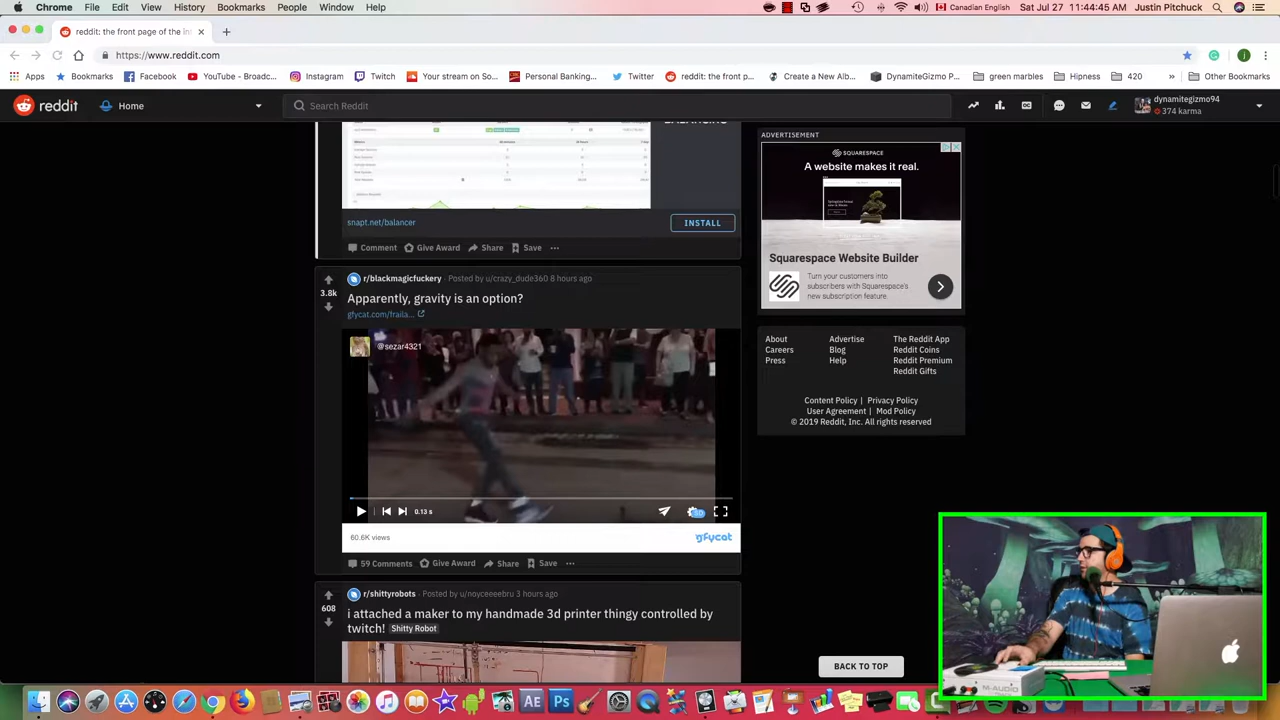 Chrome File Edit View History Bookmarks People Window Help Canadian English Sat Jul 27 11:44:45 AM Justin Pitchuck
reddit: the front page of the in
https://www.reddit.com
Apps Bookmarks Facebook YouTube - Broadc... Instagram Twitch Your stream on So... Personal Banking... Twitter reddit: the front p... Create a New Alb... DynamiteGizmo P... green marbles Hipness 420 » Other Bookmarks
reddit Home Search Reddit dynamitegizmo94
374 karma
snapt.net/balancer INSTALL
Comment Give Award Share Save
r/blackmagicfuckery · Posted by u/crazy_dude360 8 hours ago
3.8k
Apparently, gravity is an option?
gfycat.com/fraila...
@sezar4321
0.13 s
60.6K views gfycat
59 Comments Give Award Share Save
r/shittyrobots · Posted by u/noyceeeebru 3 hours ago
608
i attached a maker to my handmade 3d printer thingy controlled by
twitch! Shitty Robot
ADVERTISEMENT
SQUARESPACE
A website makes it real.
Squarespace Website Builder
Turn your customers into
subscribers with Squarespace's
new subscription feature.
About Advertise The Reddit App
Careers Blog Reddit Coins
Press Help Reddit Premium
Reddit Gifts
Content Policy | Privacy Policy
User Agreement | Mod Policy
© 2019 Reddit, Inc. All rights reserved
BACK TO TOP
M-AUDIO
AE Ps